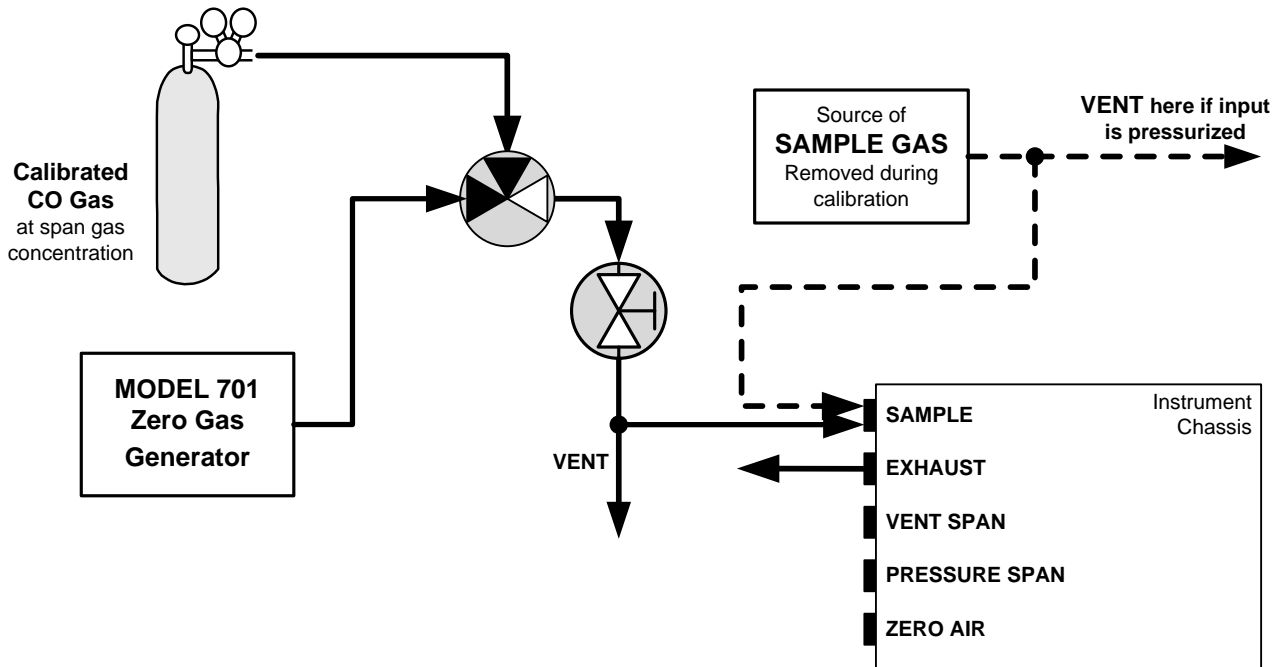 Calibrated
CO Gas
at span gas
concentration
MODEL 701
Zero Gas
Generator
VENT
Source of
SAMPLE GAS
Removed during
calibration
VENT here if input
is pressurized
Instrument
Chassis
SAMPLE
EXHAUST
VENT SPAN
PRESSURE SPAN
ZERO AIR